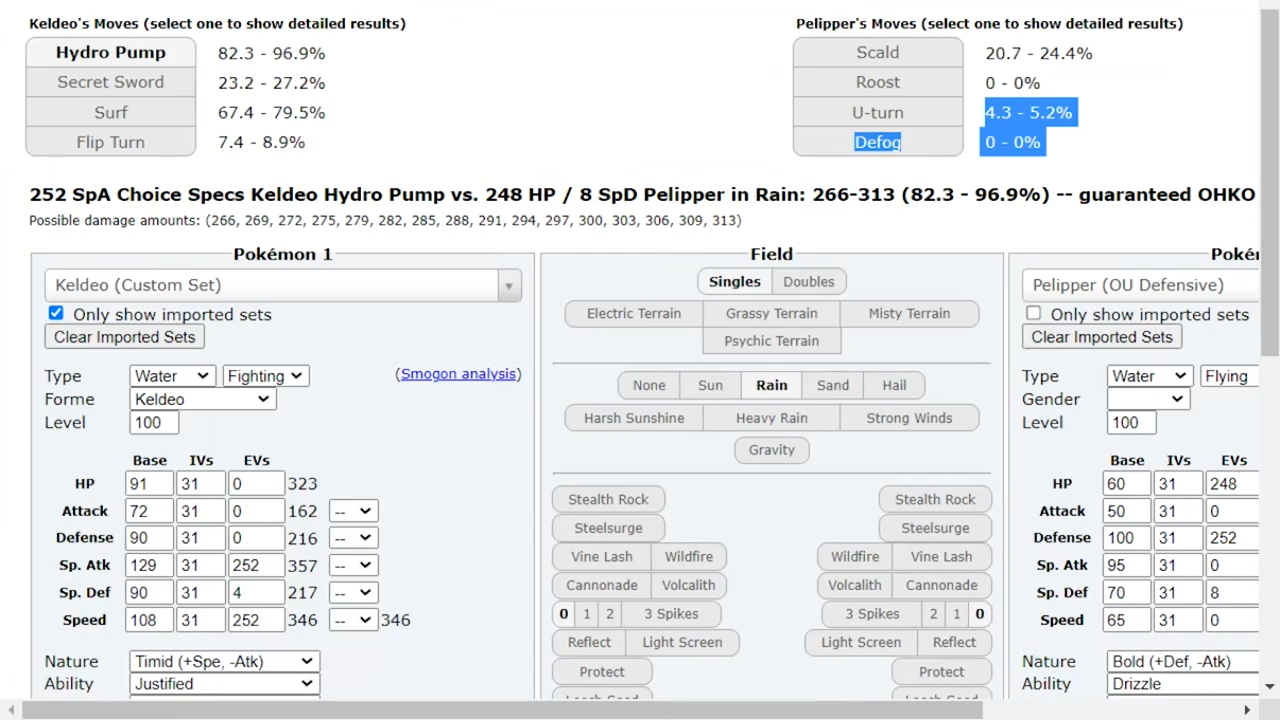 Keldeo's Moves (select one to show detailed results) Pelipper's Moves (select one to show detailed results)
Hydro Pump 82.3 - 96.9% Scald 20.7 - 24.4%
Secret Sword 23.2 - 27.2% Roost 0 - 0%
Surf 67.4 - 79.5% U-turn 4.3 - 5.2%
Flip Turn 7.4 - 8.9% Defog 0 - 0%
252 SpA Choice Specs Keldeo Hydro Pump vs. 248 HP / 8 SpD Pelipper in Rain: 266-313 (82.3 - 96.9%) -- guaranteed OHKO
Possible damage amounts: (266, 269, 272, 275, 279, 282, 285, 288, 291, 294, 297, 300, 303, 306, 309, 313)
Pokémon 1
Keldeo (Custom Set)
Only show imported sets
Clear Imported Sets
Type Water Fighting (Smogon analysis)
Forme Keldeo
Level 100
Base IVs EVs
HP 91 31 0 323
Attack 72 31 0 162 --
Defense 90 31 0 216 --
Sp. Atk 129 31 252 357 --
Sp. Def 90 31 4 217 --
Speed 108 31 252 346 -- 346
Nature Timid (+Spe, -Atk)
Ability Justified
Field
Singles Doubles
Electric Terrain Grassy Terrain Misty Terrain
Psychic Terrain
None Sun Rain Sand Hail
Harsh Sunshine Heavy Rain Strong Winds
Gravity
Stealth Rock Stealth Rock
Steelsurge Steelsurge
Vine Lash Wildfire Wildfire Vine Lash
Cannonade Volcalith Volcalith Cannonade
0 1 2 3 Spikes 3 Spikes 2 1 0
Reflect Light Screen Light Screen Reflect
Protect Protect
Leech Seed Leech Seed
Poké
Pelipper (OU Defensive)
Only show imported sets
Clear Imported Sets
Type Water Flying
Gender
Level 100
Base IVs EVs
HP 60 31 248
Attack 50 31 0
Defense 100 31 252
Sp. Atk 95 31 0
Sp. Def 70 31 8
Speed 65 31 0
Nature Bold (+Def, -Atk)
Ability Drizzle